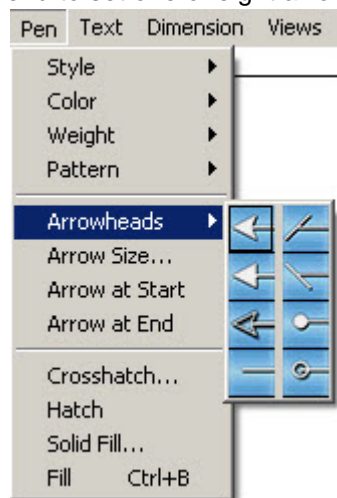 Pen Text Dimension Views
Style
Color
Weight
Pattern
Arrowheads
Arrow Size...
Arrow at Start
Arrow at End
Crosshatch...
Hatch
Solid Fill...
Fill Ctrl+B